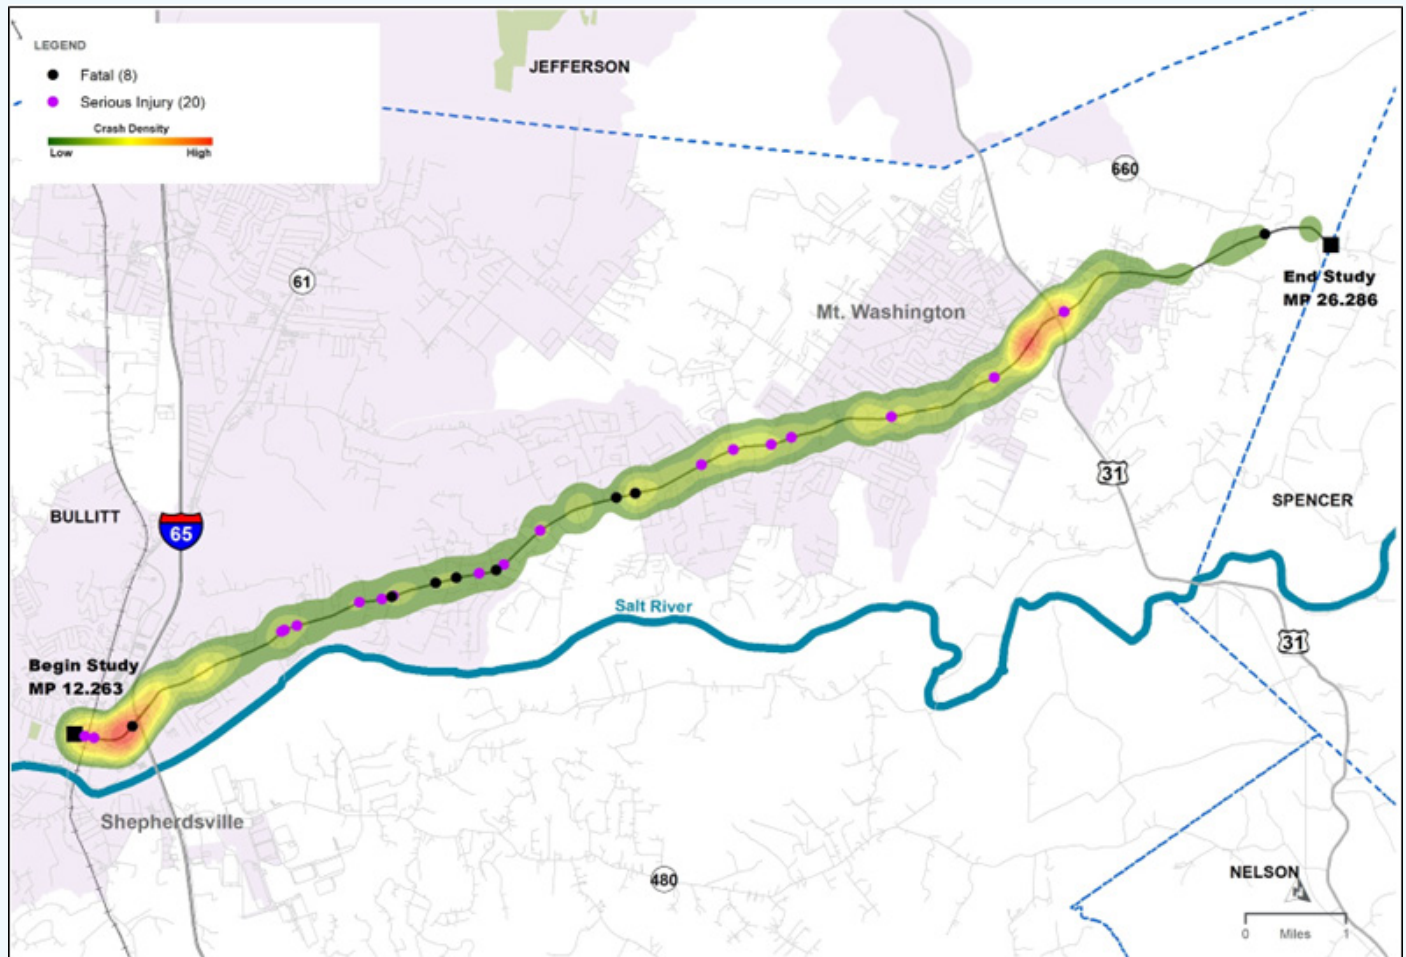 LEGEND
Fatal (8)
Serious Injury (20)
Crash Density
Low High
JEFFERSON
660
61
End Study
MP 26.286
Mt. Washington
31
SPENCER
BULLITT
65
Salt River
31
Begin Study
MP 12.263
Shepherdsville
480
NELSON
0 Miles 1